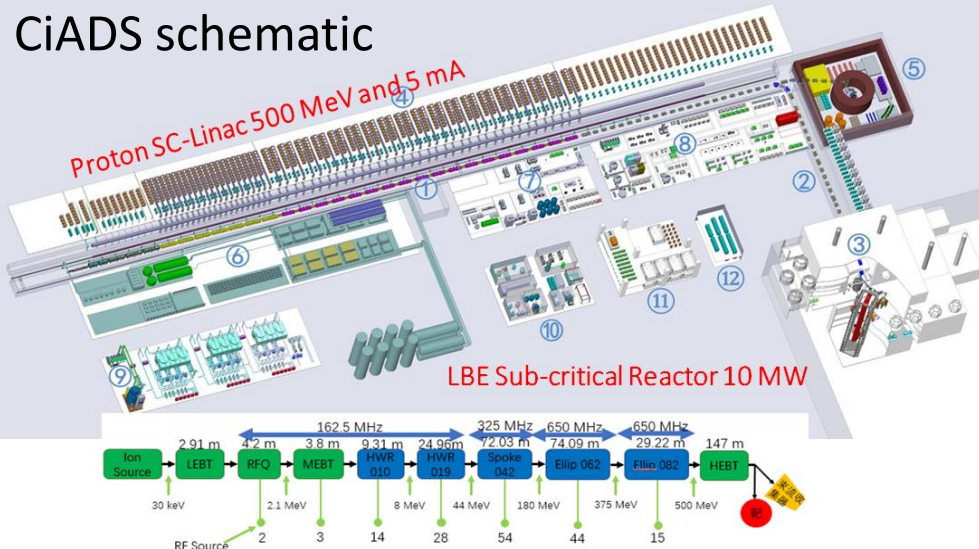 CiADS schematic
Proton SC-Linac 500 MeV and 5 mA
④
⑤
①
⑦
⑧
②
③
⑥
⑫
⑪
⑩
⑨
LBE Sub-critical Reactor 10 MW
162.5 MHz
325 MHz
650 MHz
650 MHz
2.91 m
4.2 m
3.8 m
9.31 m
24.96m
72.03 m
74.09 m
29.22 m
147 m
Ion Source
LEBT
RFQ
MEBT
HWR 010
HWR 019
Spoke 042
Ellip 062
Ellip 082
HEBT
30 keV
2.1 MeV
8 MeV
44 MeV
180 MeV
375 MeV
500 MeV
靶
束流收集器
RF Source
2
3
14
28
54
44
15